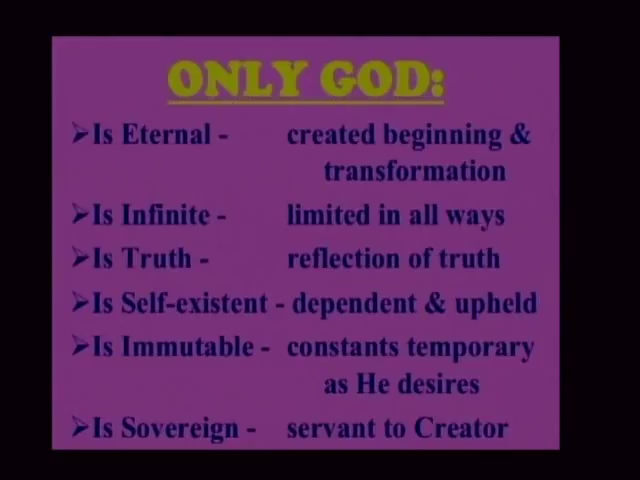 ONLY GOD:
➢Is Eternal - created beginning &
transformation
➢Is Infinite - limited in all ways
➢Is Truth - reflection of truth
➢Is Self-existent - dependent & upheld
➢Is Immutable - constants temporary
as He desires
➢Is Sovereign - servant to Creator